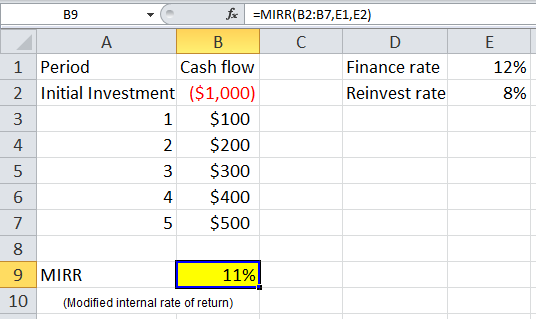 B9 fx =MIRR(B2:B7,E1,E2)
A B C D E
1 Period Cash flow Finance rate 12%
2 Initial Investment ($1,000) Reinvest rate 8%
3 1 $100
4 2 $200
5 3 $300
6 4 $400
7 5 $500
8
9 MIRR 11%
10 (Modified internal rate of return)